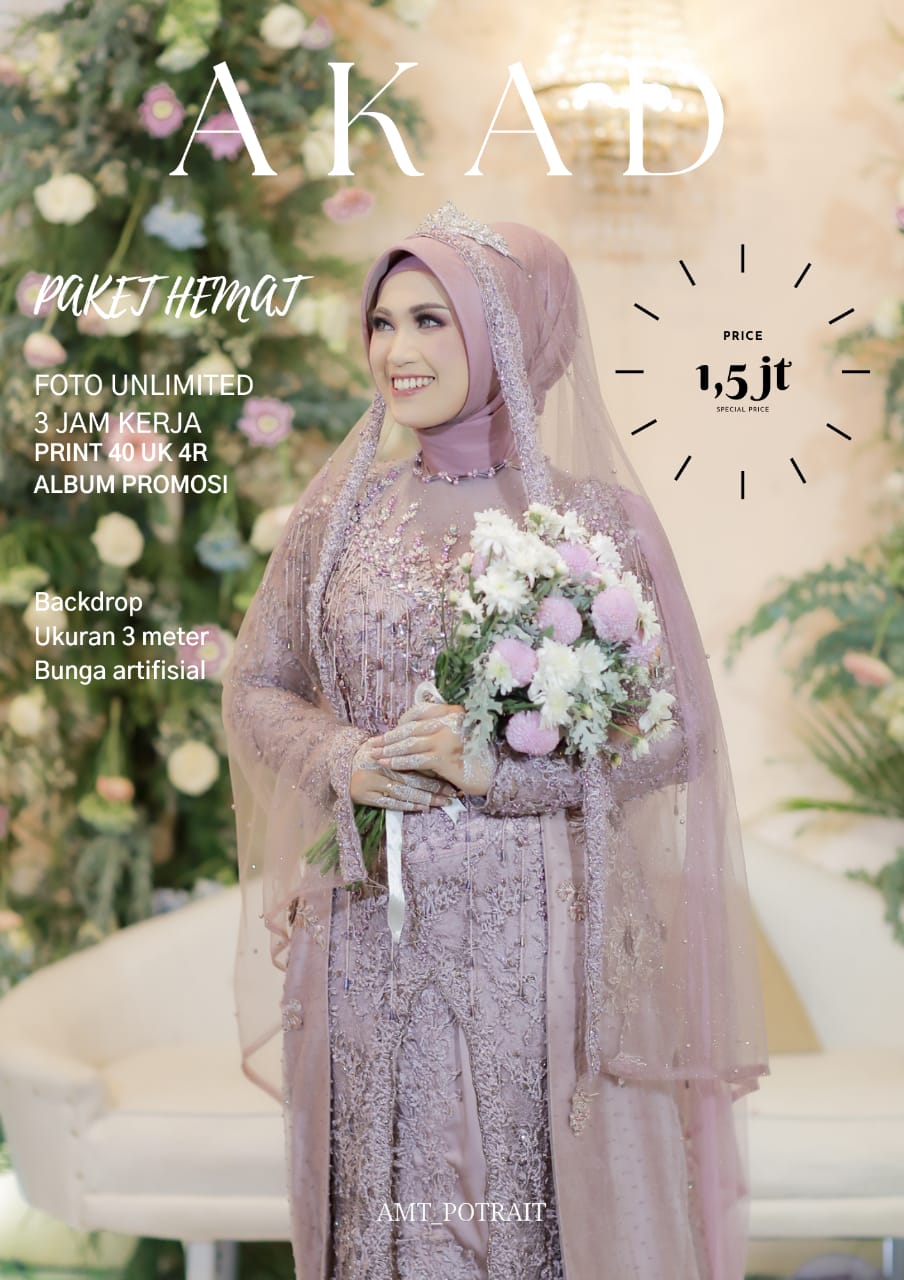 AKAD
PAKET HEMAT
FOTO UNLIMITED
3 JAM KERJA
PRINT 40 UK 4R
ALBUM PROMOSI
PRICE
1,5 jt
SPECIAL PRICE
Backdrop
Ukuran 3 meter
Bunga artifisial
AMT_POTRAIT